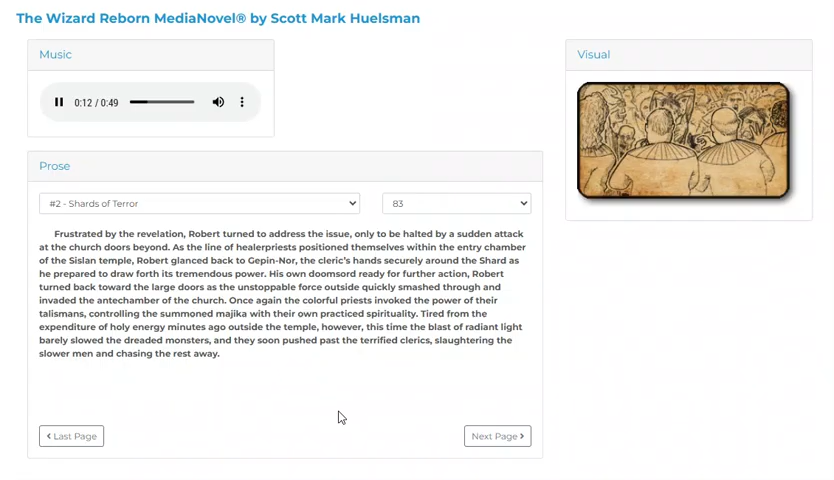 The Wizard Reborn MediaNovel® by Scott Mark Huelsman
Music
0:12 / 0:49
Visual
Prose
#2 - Shards of Terror
83
Frustrated by the revelation, Robert turned to address the issue, only to be halted by a sudden attack
at the church doors beyond. As the line of healerpriests positioned themselves within the entry chamber
of the Sislan temple, Robert glanced back to Gepin-Nor, the cleric's hands securely around the Shard as
he prepared to draw forth its tremendous power. His own doomsord ready for further action, Robert
turned back toward the large doors as the unstoppable force outside quickly smashed through and
invaded the antechamber of the church. Once again the colorful priests invoked the power of their
talismans, controlling the summoned majika with their own practiced spirituality. Tired from the
expenditure of holy energy minutes ago outside the temple, however, this time the blast of radiant light
barely slowed the dreaded monsters, and they soon pushed past the terrified clerics, slaughtering the
slower men and chasing the rest away.
Last Page
Next Page